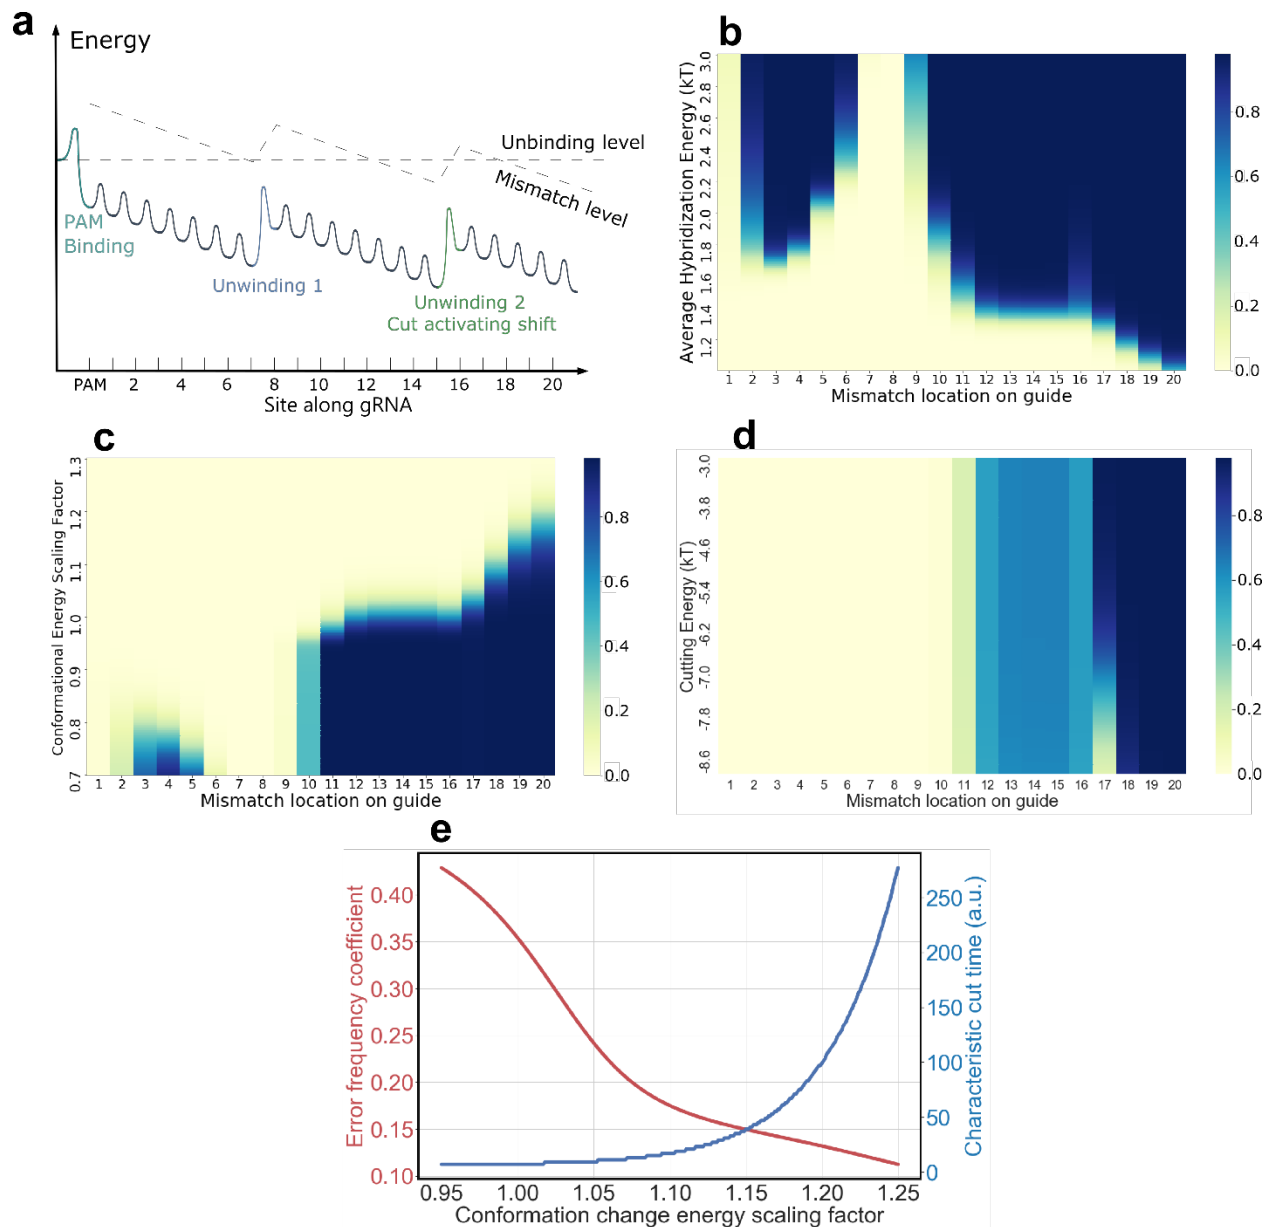 a
Energy
Unbinding level
Mismatch level
PAM
Binding
Unwinding 1
Unwinding 2
Cut activating shift
PAM 2 4 6 8 10 12 14 16 18 20
Site along gRNA
b
Average Hybridization Energy (kT)
3.0
2.8
2.6
2.4
2.2
2.0
1.8
1.6
1.4
1.2
1 2 3 4 5 6 7 8 9 10 11 12 13 14 15 16 17 18 19 20
Mismatch location on guide
0.8
0.6
0.4
0.2
0.0
c
Conformational Energy Scaling Factor
1.3
1.2
1.1
1.0
0.9
0.8
0.7
1 2 3 4 5 6 7 8 9 10 11 12 13 14 15 16 17 18 19 20
Mismatch location on guide
0.8
0.6
0.4
0.2
0.0
d
Cutting Energy (kT)
-3.0
-3.8
-4.6
-5.4
-6.2
-7.0
-7.8
-8.6
1 2 3 4 5 6 7 8 9 10 11 12 13 14 15 16 17 18 19 20
Mismatch location on guide
0.8
0.6
0.4
0.2
0.0
e
Error frequency coefficient
0.40
0.35
0.30
0.25
0.20
0.15
0.10
250
200
150
100
50
0
Characteristic cut time (a.u.)
0.95 1.00 1.05 1.10 1.15 1.20 1.25
Conformation change energy scaling factor